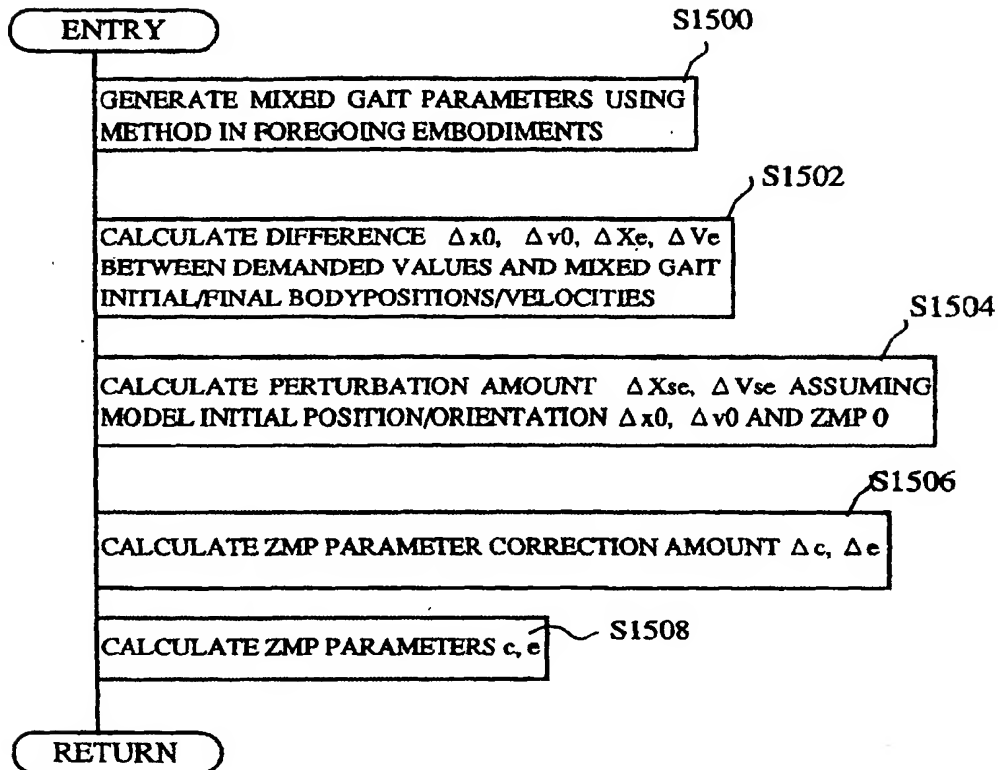 ENTRY
S1500
GENERATE MIXED GAIT PARAMETERS USING
METHOD IN FOREGOING EMBODIMENTS
S1502
CALCULATE DIFFERENCE Δx0, Δv0, ΔXe, ΔVe
BETWEEN DEMANDED VALUES AND MIXED GAIT
INITIAL/FINAL BODYPOSITIONS/VELOCITIES
S1504
CALCULATE PERTURBATION AMOUNT ΔXse, ΔVse ASSUMING
MODEL INITIAL POSITION/ORIENTATION Δx0, Δv0 AND ZMP 0
S1506
CALCULATE ZMP PARAMETER CORRECTION AMOUNT Δc, Δe
S1508
CALCULATE ZMP PARAMETERS c, e
RETURN